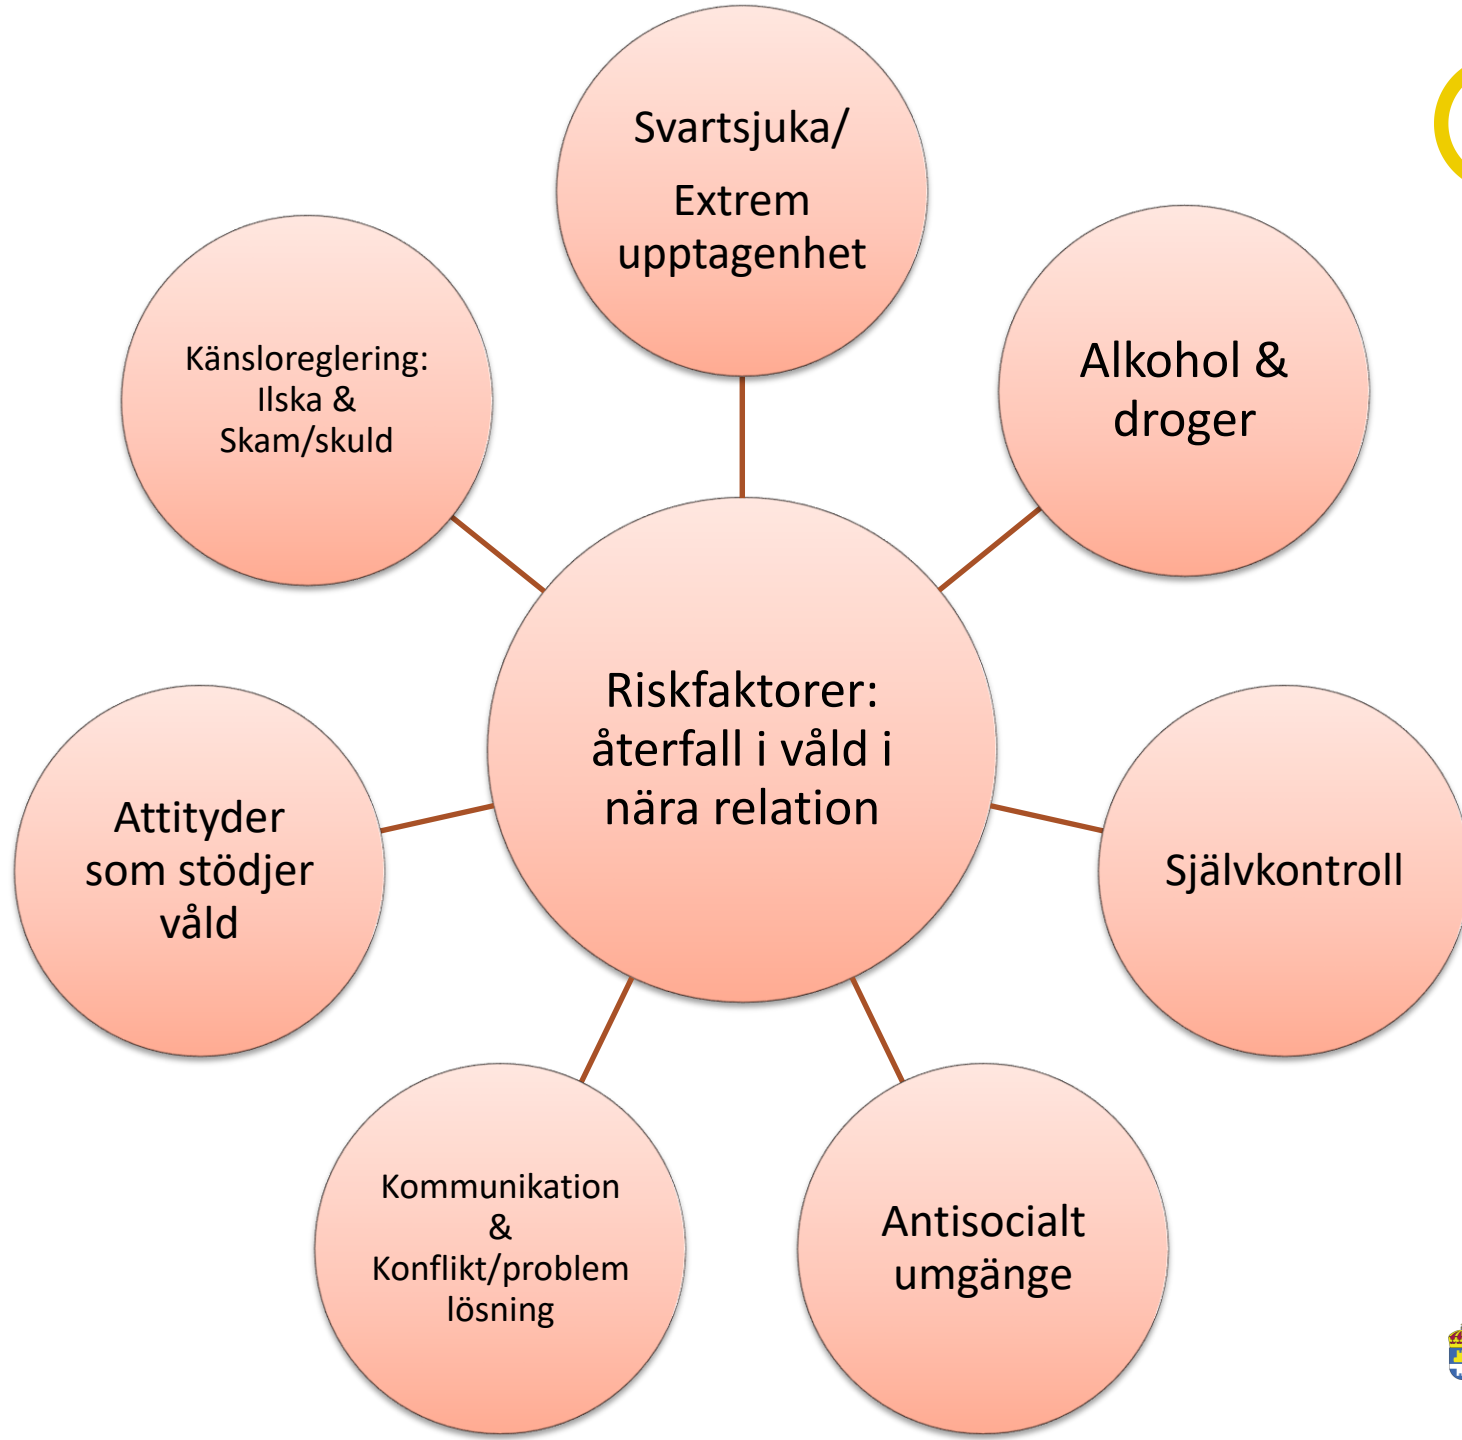 Svartsjuka/
Extrem
upptagenhet
Alkohol &
droger
Självkontroll
Antisocialt
umgänge
Kommunikation
&
Konflikt/problem
lösning
Attityder
som stödjer
våld
Känsloreglering:
Ilska &
Skam/skuld
Riskfaktorer:
återfall i våld i
nära relation